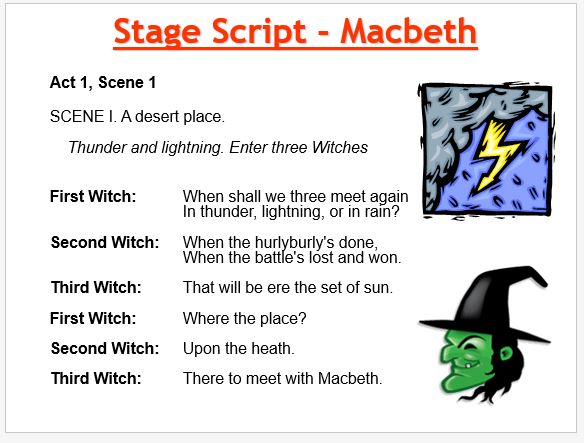 Stage Script - Macbeth
Act 1, Scene 1
SCENE I. A desert place.
Thunder and lightning. Enter three Witches
First Witch: When shall we three meet again
In thunder, lightning, or in rain?
Second Witch: When the hurlyburly's done,
When the battle's lost and won.
Third Witch: That will be ere the set of sun.
First Witch: Where the place?
Second Witch: Upon the heath.
Third Witch: There to meet with Macbeth.